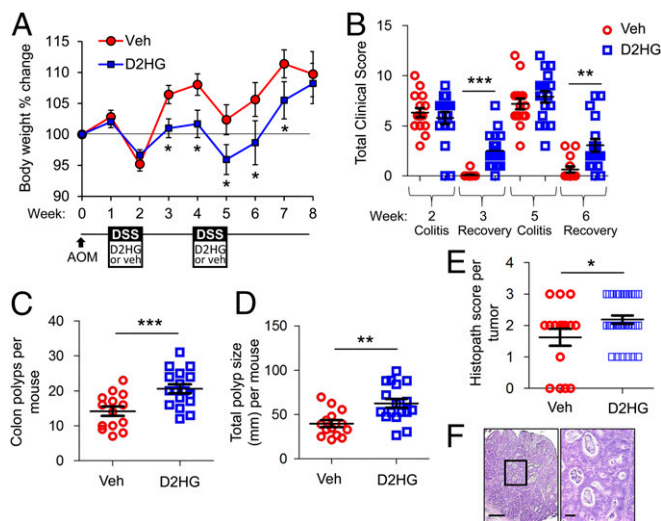 A
Veh
D2HG
Body weight % change
115
110
105
100
95
90
* * * * *
Week: 0 1 2 3 4 5 6 7 8
AOM
DSS
D2HG
or veh
DSS
D2HG
or veh
B
Veh
D2HG
Total Clinical Score
15
10
5
0
*** **
Week: 2 3 5 6
Colitis Recovery Colitis Recovery
C
Colon polyps per
mouse
40
30
20
10
0
***
Veh D2HG
D
Total polyp size
(mm) per mouse
150
100
50
0
**
Veh D2HG
E
Histopath score per
tumor
4
3
2
1
0
*
Veh D2HG
F